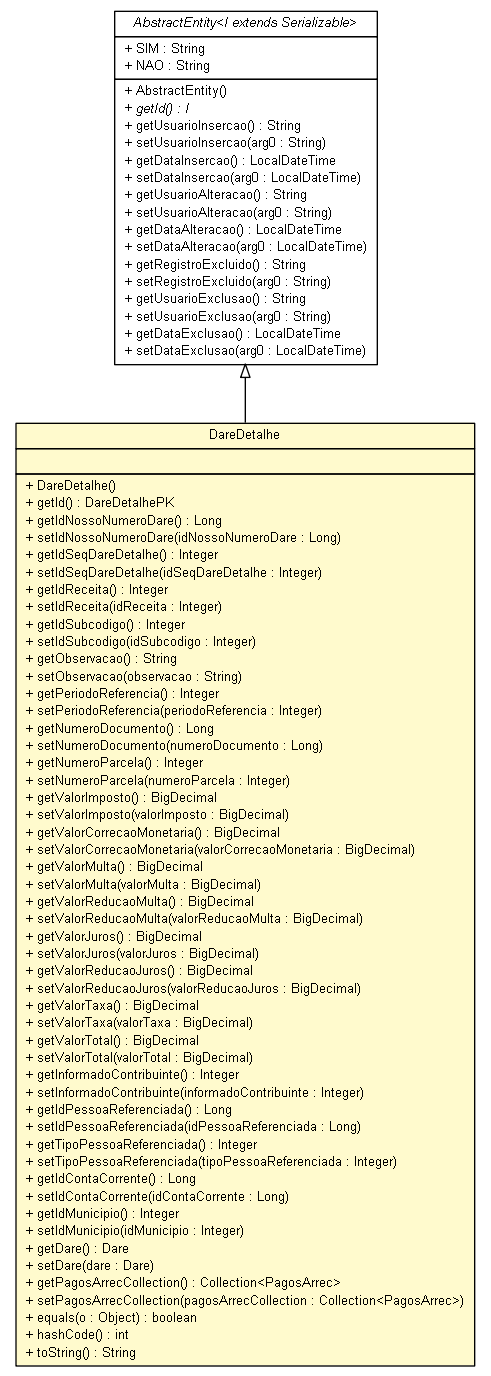 AbstractEntity<I extends Serializable>
+ SIM : String
+ NAO : String
+ AbstractEntity()
+ getId() : I
+ getUsuarioInsercao() : String
+ setUsuarioInsercao(arg0 : String)
+ getDataInsercao() : LocalDateTime
+ setDataInsercao(arg0 : LocalDateTime)
+ getUsuarioAlteracao() : String
+ setUsuarioAlteracao(arg0 : String)
+ getDataAlteracao() : LocalDateTime
+ setDataAlteracao(arg0 : LocalDateTime)
+ getRegistroExcluido() : String
+ setRegistroExcluido(arg0 : String)
+ getUsuarioExclusao() : String
+ setUsuarioExclusao(arg0 : String)
+ getDataExclusao() : LocalDateTime
+ setDataExclusao(arg0 : LocalDateTime)
DareDetalhe
+ DareDetalhe()
+ getId() : DareDetalhePK
+ getIdNossoNumeroDare() : Long
+ setIdNossoNumeroDare(idNossoNumeroDare : Long)
+ getIdSeqDareDetalhe() : Integer
+ setIdSeqDareDetalhe(idSeqDareDetalhe : Integer)
+ getIdReceita() : Integer
+ setIdReceita(idReceita : Integer)
+ getIdSubcodigo() : Integer
+ setIdSubcodigo(idSubcodigo : Integer)
+ getObservacao() : String
+ setObservacao(observacao : String)
+ getPeriodoReferencia() : Integer
+ setPeriodoReferencia(periodoReferencia : Integer)
+ getNumeroDocumento() : Long
+ setNumeroDocumento(numeroDocumento : Long)
+ getNumeroParcela() : Integer
+ setNumeroParcela(numeroParcela : Integer)
+ getValorImposto() : BigDecimal
+ setValorImposto(valorImposto : BigDecimal)
+ getValorCorrecaoMonetaria() : BigDecimal
+ setValorCorrecaoMonetaria(valorCorrecaoMonetaria : BigDecimal)
+ getValorMulta() : BigDecimal
+ setValorMulta(valorMulta : BigDecimal)
+ getValorReducaoMulta() : BigDecimal
+ setValorReducaoMulta(valorReducaoMulta : BigDecimal)
+ getValorJuros() : BigDecimal
+ setValorJuros(valorJuros : BigDecimal)
+ getValorReducaoJuros() : BigDecimal
+ setValorReducaoJuros(valorReducaoJuros : BigDecimal)
+ getValorTaxa() : BigDecimal
+ setValorTaxa(valorTaxa : BigDecimal)
+ getValorTotal() : BigDecimal
+ setValorTotal(valorTotal : BigDecimal)
+ getInformadoContribuinte() : Integer
+ setInformadoContribuinte(informadoContribuinte : Integer)
+ getIdPessoaReferenciada() : Long
+ setIdPessoaReferenciada(idPessoaReferenciada : Long)
+ getTipoPessoaReferenciada() : Integer
+ setTipoPessoaReferenciada(tipoPessoaReferenciada : Integer)
+ getIdContaCorrente() : Long
+ setIdContaCorrente(idContaCorrente : Long)
+ getIdMunicipio() : Integer
+ setIdMunicipio(idMunicipio : Integer)
+ getDare() : Dare
+ setDare(dare : Dare)
+ getPagosArrecCollection() : Collection<PagosArrec>
+ setPagosArrecCollection(pagosArrecCollection : Collection<PagosArrec>)
+ equals(o : Object) : boolean
+ hashCode() : int
+ toString() : String